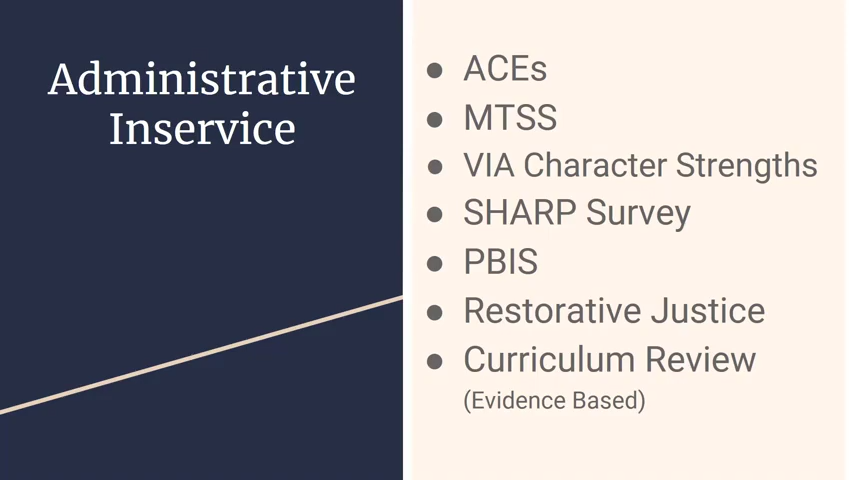 Administrative
Inservice
● ACEs
● MTSS
● VIA Character Strengths
● SHARP Survey
● PBIS
● Restorative Justice
● Curriculum Review
(Evidence Based)